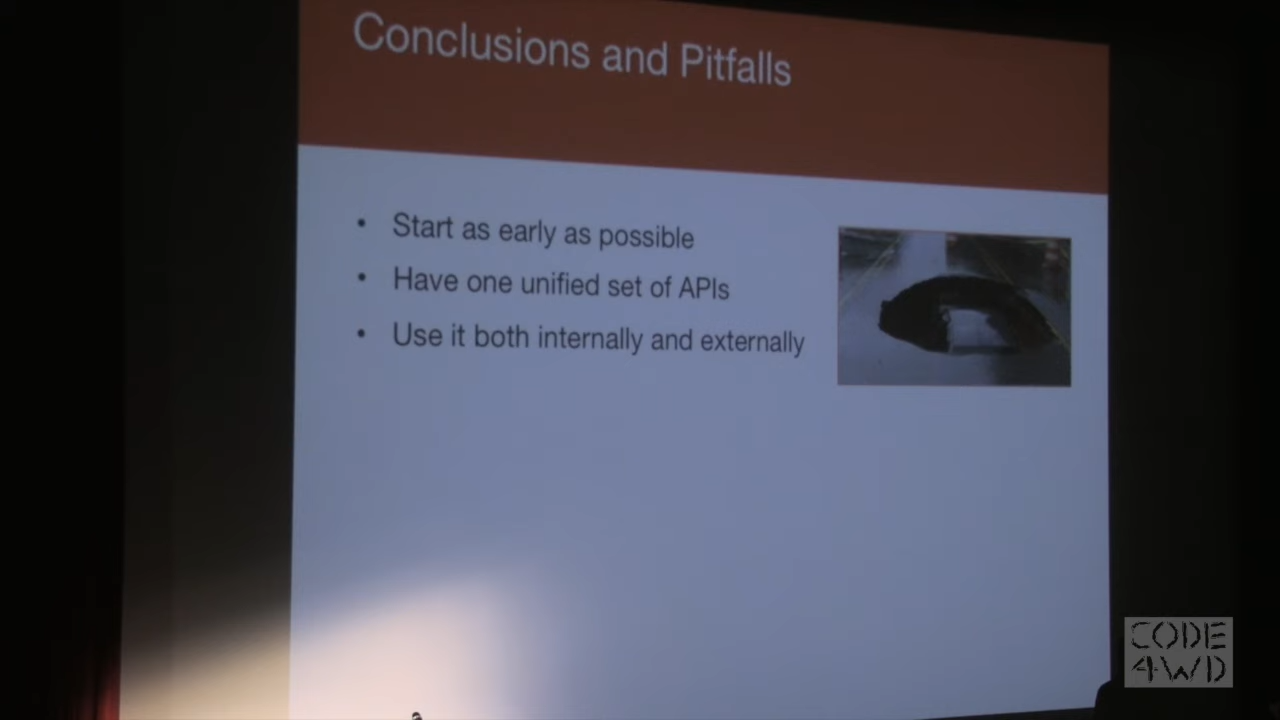 Conclusions and Pitfalls
• Start as early as possible
• Have one unified set of APIs
• Use it both internally and externally
CODE
4WD